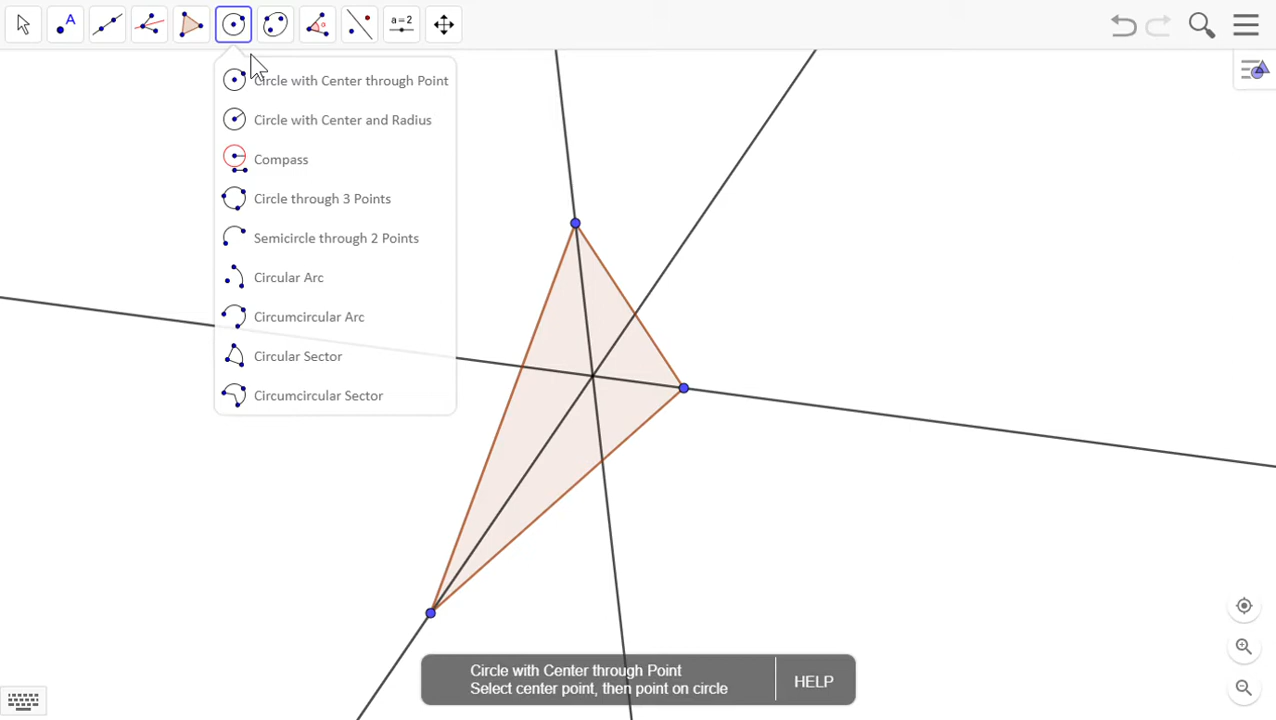 A
a=2
Circle with Center through Point
Circle with Center and Radius
Compass
Circle through 3 Points
Semicircle through 2 Points
Circular Arc
Circumcircular Arc
Circular Sector
Circumcircular Sector
Circle with Center through Point
Select center point, then point on circle
HELP